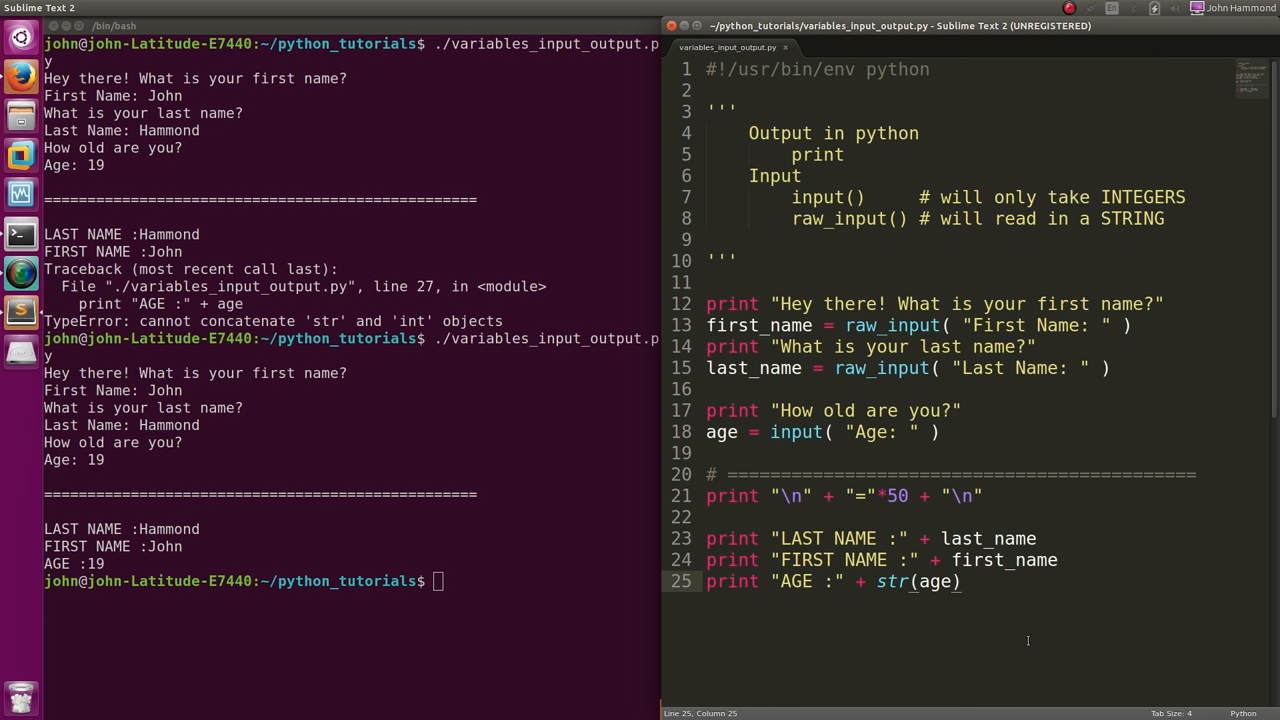 Sublime Text 2
En
John Hammond
/bin/bash
john@john-Latitude-E7440:~/python_tutorials$ ./variables_input_output.p
y
Hey there! What is your first name?
First Name: John
What is your last name?
Last Name: Hammond
How old are you?
Age: 19
==================================================
LAST NAME :Hammond
FIRST NAME :John
Traceback (most recent call last):
  File "./variables_input_output.py", line 27, in <module>
    print "AGE :" + age
TypeError: cannot concatenate 'str' and 'int' objects
john@john-Latitude-E7440:~/python_tutorials$ ./variables_input_output.p
y
Hey there! What is your first name?
First Name: John
What is your last name?
Last Name: Hammond
How old are you?
Age: 19
==================================================
LAST NAME :Hammond
FIRST NAME :John
AGE :19
john@john-Latitude-E7440:~/python_tutorials$
~/python_tutorials/variables_input_output.py - Sublime Text 2 (UNREGISTERED)
variables_input_output.py ×
1 #!/usr/bin/env python
2
3 '''
4     Output in python
5         print
6     Input
7         input()     # will only take INTEGERS
8         raw_input() # will read in a STRING
9
10 '''
11
12 print "Hey there! What is your first name?"
13 first_name = raw_input( "First Name: " )
14 print "What is your last name?"
15 last_name = raw_input( "Last Name: " )
16
17 print "How old are you?"
18 age = input( "Age: " )
19
20 # ============================================
21 print "\n" + "="*50 + "\n"
22
23 print "LAST NAME :" + last_name
24 print "FIRST NAME :" + first_name
25 print "AGE :" + str(age)
Line 25, Column 25
Tab Size: 4
Python